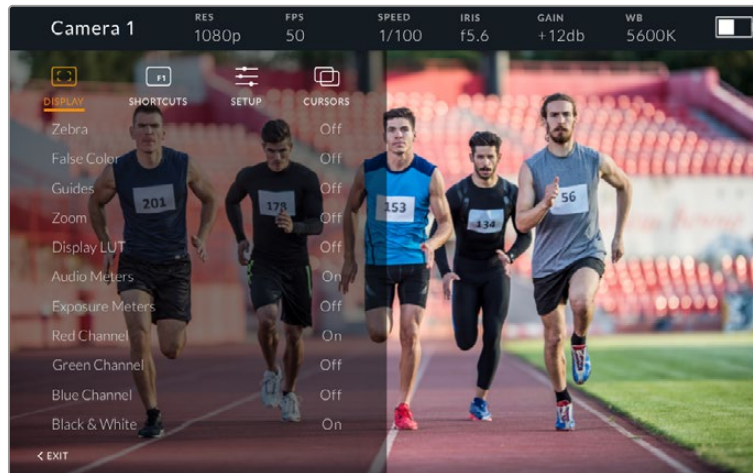 Camera 1
RES FPS SPEED IRIS GAIN WB
1080p 50 1/100 f5.6 +12db 5600K
F1
DISPLAY SHORTCUTS SETUP CURSORS
Zebra Off
False Color Off
Guides Off
Zoom Off
Display LUT Off
Audio Meters On
Exposure Meters Off
Red Channel On
Green Channel Off
Blue Channel Off
Black & White On
< EXIT
201
178
153
134
56